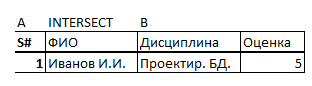 A INTERSECT B
S# ФИО Дисциплина Оценка
1 Иванов И.И. Проектир. БД. 5